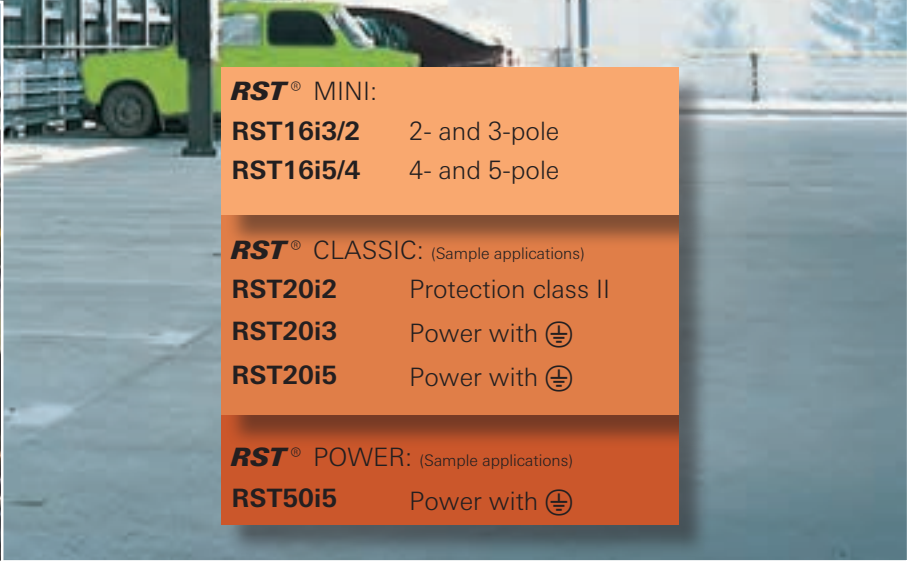 RST® MINI:
RST16i3/2 2- and 3-pole
RST16i5/4 4- and 5-pole
RST® CLASSIC: (Sample applications)
RST20i2 Protection class II
RST20i3 Power with ⏚
RST20i5 Power with ⏚
RST® POWER: (Sample applications)
RST50i5 Power with ⏚